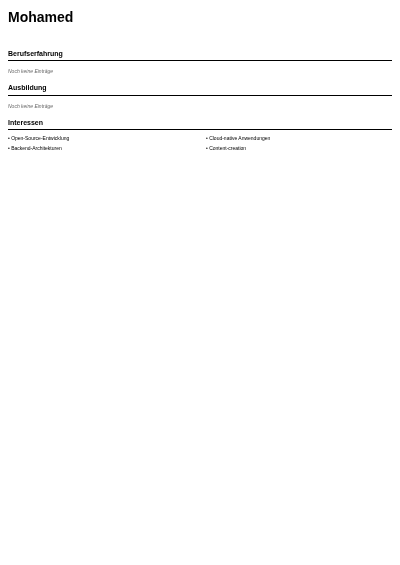 Mohamed
Berufserfahrung
Noch keine Einträge
Ausbildung
Noch keine Einträge
Interessen
• Open-Source-Entwicklung
• Cloud-native Anwendungen
• Backend-Architekturen
• Content-creation